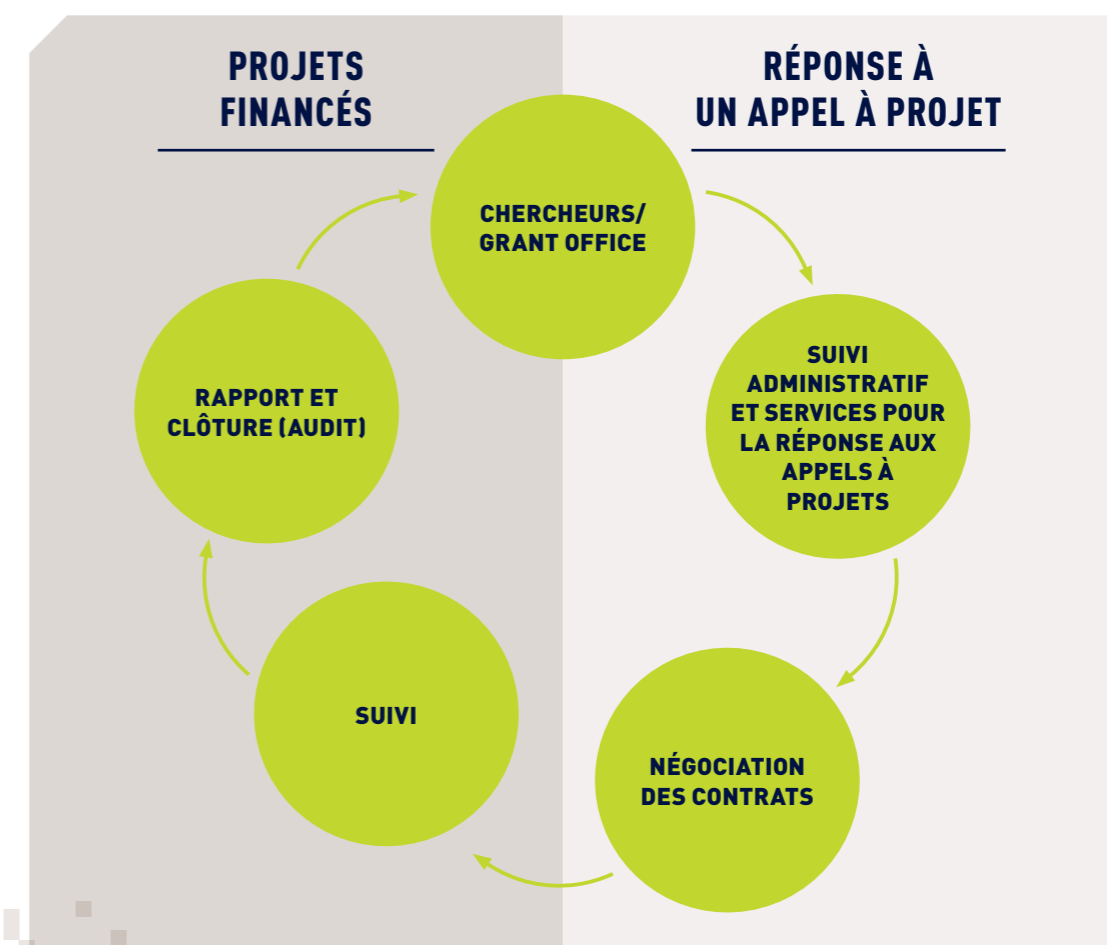 PROJETS
FINANCÉS
RÉPONSE À
UN APPEL À PROJET
CHERCHEURS/
GRANT OFFICE
SUIVI
ADMINISTRATIF
ET SERVICES POUR
LA RÉPONSE AUX
APPELS À
PROJETS
NÉGOCIATION
DES CONTRATS
SUIVI
RAPPORT ET
CLÔTURE (AUDIT)